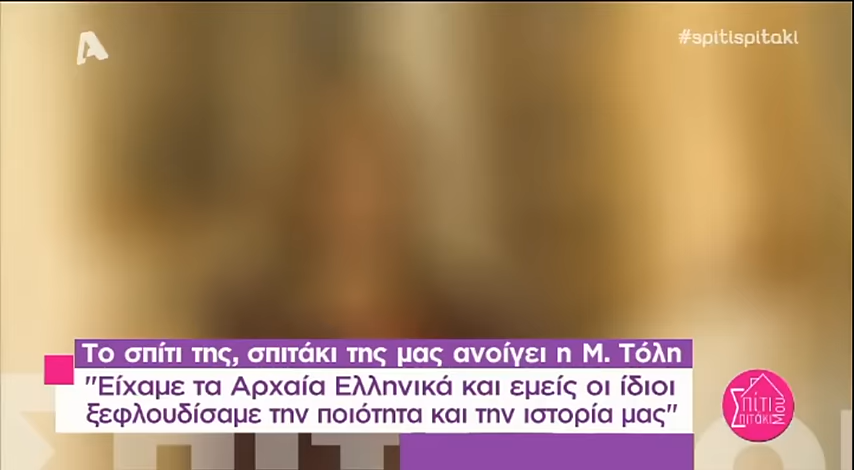 #spitispitaki
Το σπίτι της, σπιτάκι της μας ανοίγει η Μ. Τόλη
"Είχαμε τα Αρχαία Ελληνικά και εμείς οι ίδιοι
ξεφλουδίσαμε την ποιότητα και την ιστορία μας"
Σπίτι
Σπιτάκι
Μου